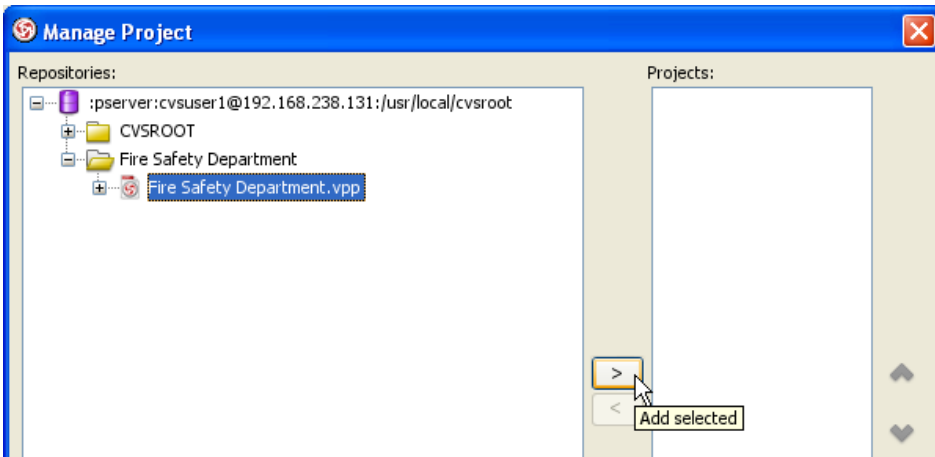 Manage Project
Repositories:
Projects:
:pserver:cvsuser1@192.168.238.131:/usr/local/cvsroot
CVSROOT
Fire Safety Department
Fire Safety Department.vpp
>
<
Add selected